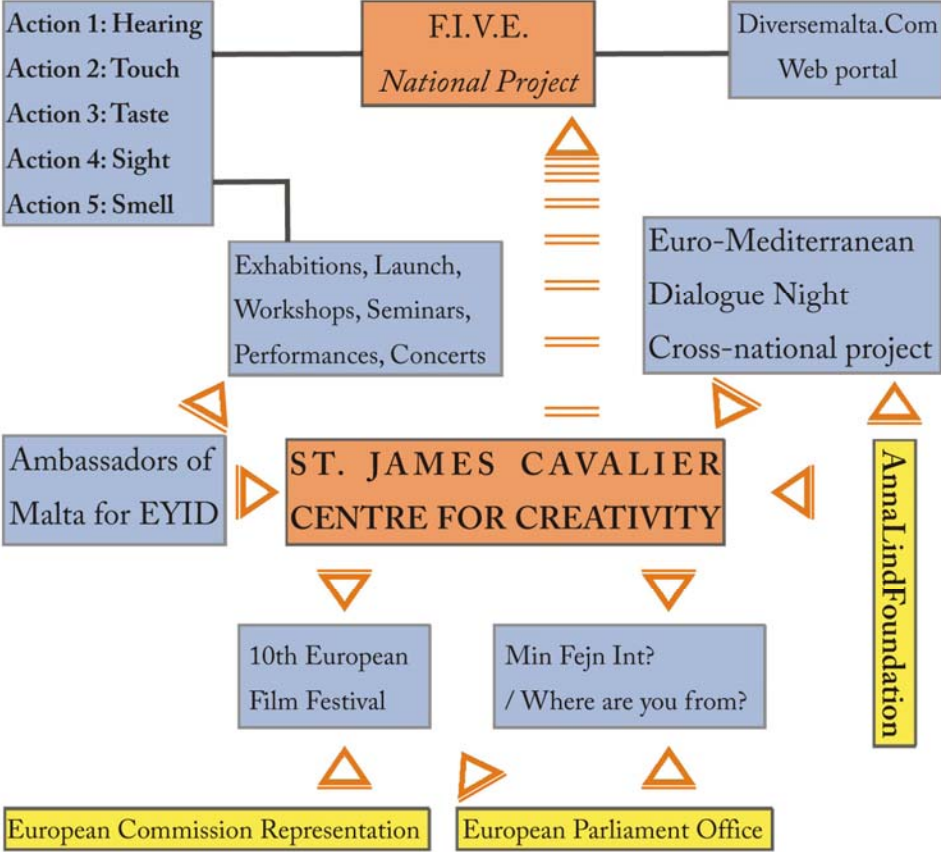 Action 1: Hearing
Action 2: Touch
Action 3: Taste
Action 4: Sight
Action 5: Smell
F.I.V.E.
National Project
Diversemalta.Com
Web portal
Exhabitions, Launch,
Workshops, Seminars,
Performances, Concerts
Euro-Mediterranean
Dialogue Night
Cross-national project
Ambassadors of
Malta for EYID
ST. JAMES CAVALIER
CENTRE FOR CREATIVITY
AnnaLindFoundation
10th European
Film Festival
Min Fejn Int?
/ Where are you from?
European Commission Representation
European Parliament Office